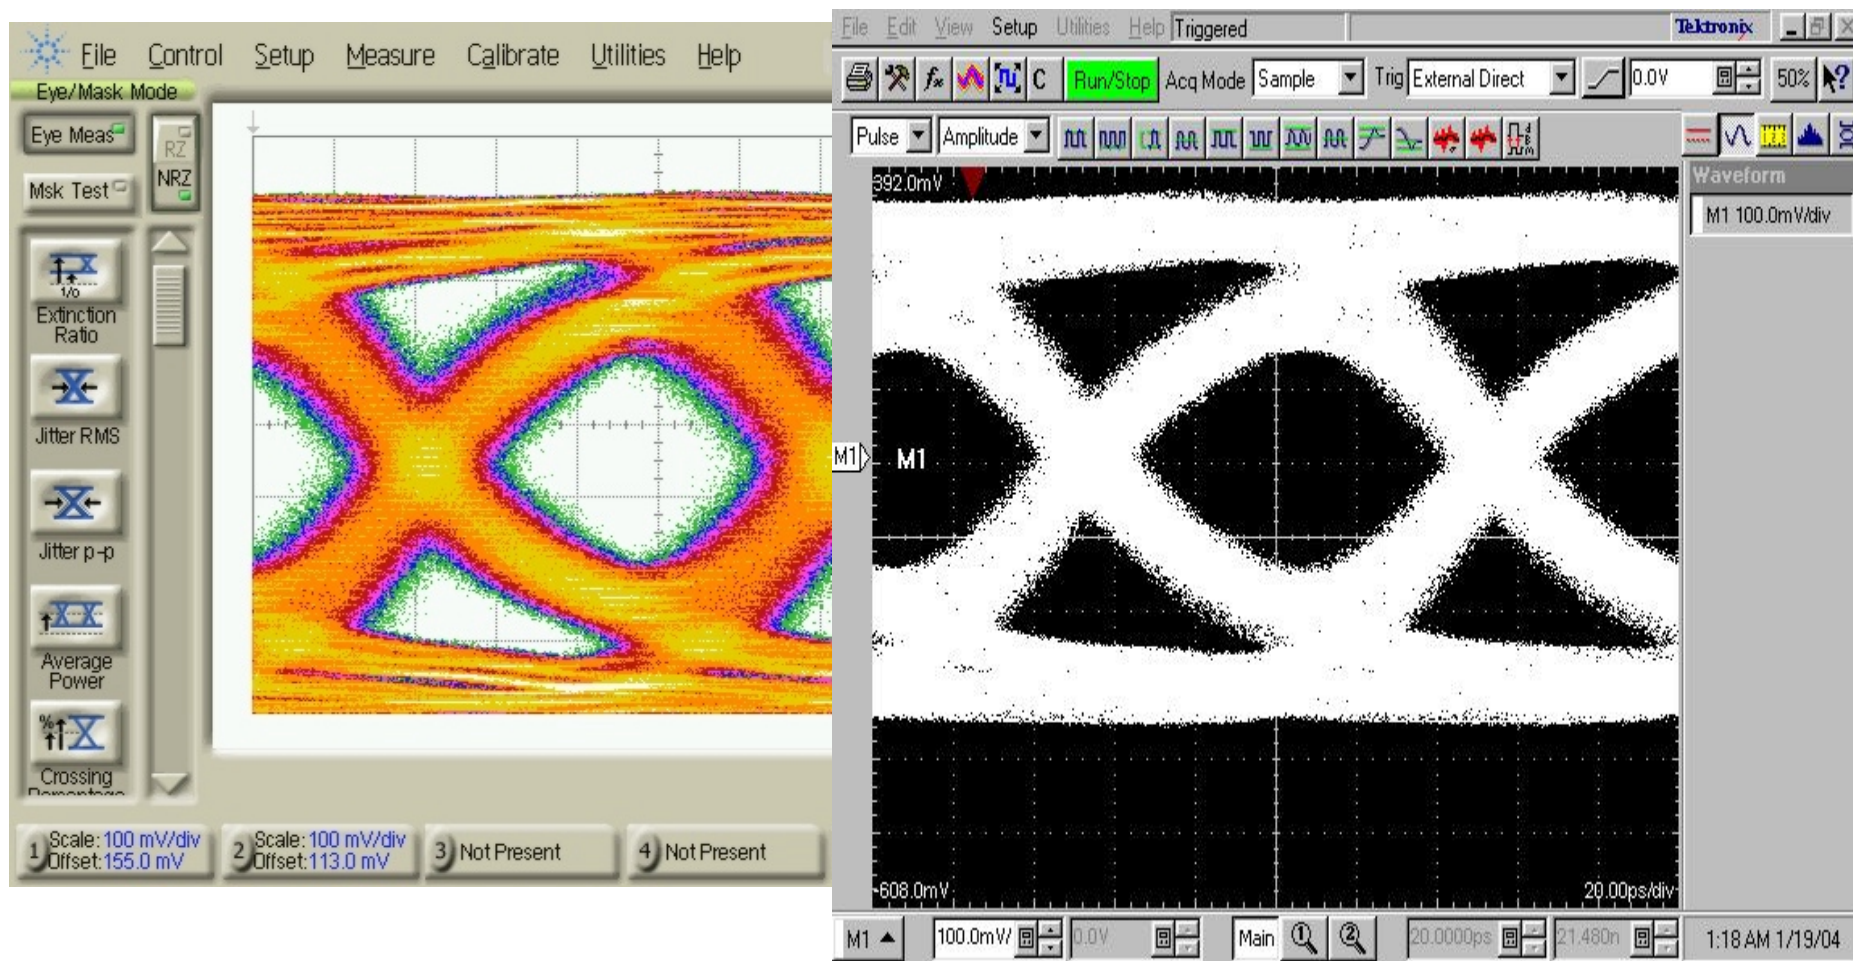 File Control Setup Measure Calibrate Utilities Help
Eye/Mask Mode
Eye Meas
RZ
NRZ
Msk Test
1/0
Extinction
Ratio
Jitter RMS
Jitter p-p
Average
Power
%
Crossing
Percentage
1 Scale: 100 mV/div
Offset: 155.0 mV
2 Scale: 100 mV/div
Offset: 113.0 mV
3 Not Present
4 Not Present
File Edit View Setup Utilities Help Triggered
Tektronix
fx C Run/Stop Acq Mode Sample Trig External Direct 0.0V 50% ?
Pulse Amplitude
392.0mV
Waveform
M1 100.0mV/div
M1 M1
-608.0mV 20.00ps/div
M1 100.0mV/ 0.0V Main 1 2 20.0000ps 21.480n 1:18 AM 1/19/04